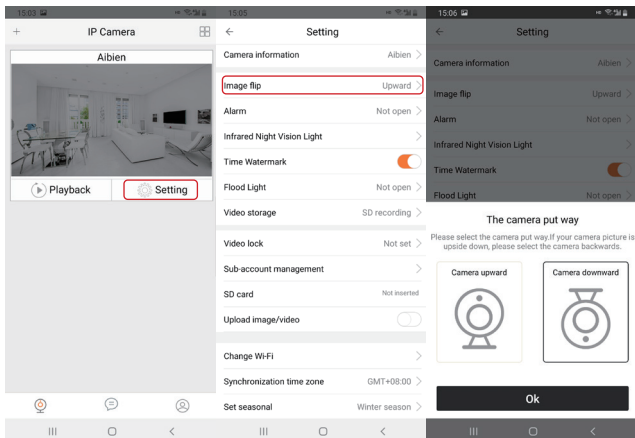 15:03
IP Camera
Aibien
Playback
Setting
15:05
Setting
Camera information Aibien
Image flip Upward
Alarm Not open
Infrared Night Vision Light
Time Watermark
Flood Light Not open
Video storage SD recording
Video lock Not set
Sub-account management
SD card Not inserted
Upload image/video
Change Wi-Fi
Synchronization time zone GMT+08:00
Set seasonal Winter season
15:06
Setting
Camera information Aibien
Image flip Upward
Alarm Not open
Infrared Night Vision Light
Time Watermark
Flood Light Not open
The camera put way
Please select the camera put way.If your camera picture is
upside down, please select the camera backwards.
Camera upward
Camera downward
Ok